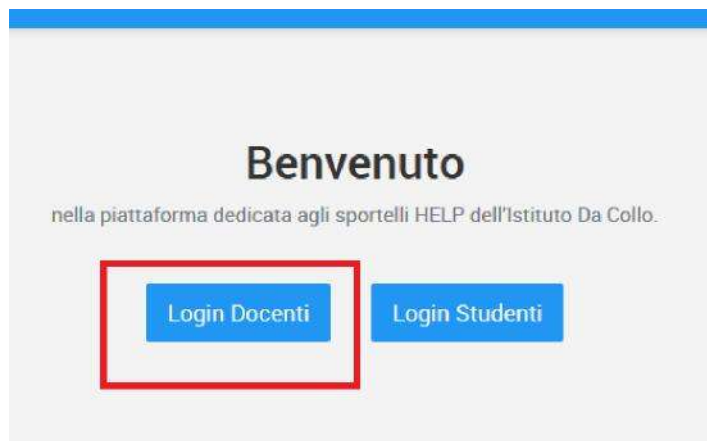 Benvenuto
nella piattaforma dedicata agli sportelli HELP dell'Istituto Da Collo.
Login Docenti
Login Studenti